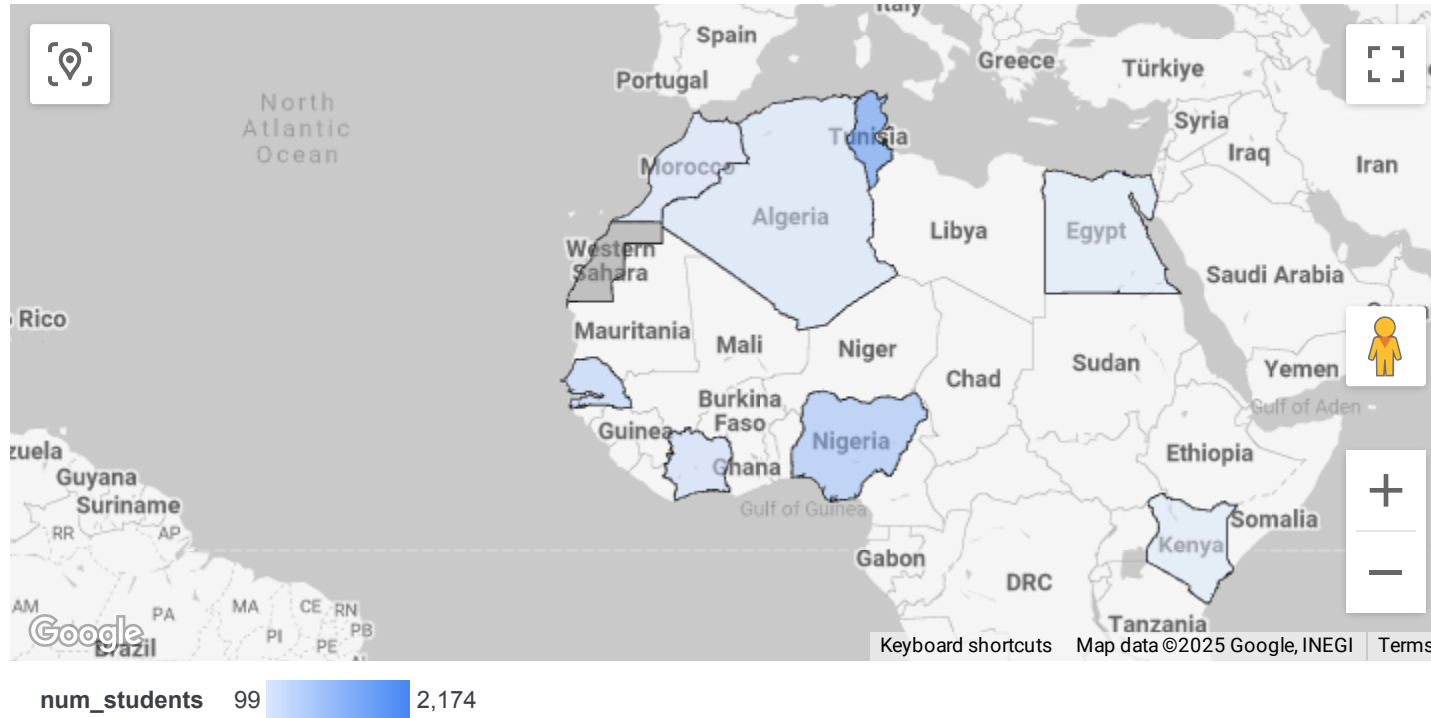 Italy
Spain
Greece
Türkiye
Portugal
North
Atlantic
Ocean
Syria
Tunisia
Iraq
Iran
Morocco
Algeria
Libya
Egypt
Western
Sahara
Saudi Arabia
Rico
Mauritania
Mali
Niger
Sudan
Yemen
Chad
Burkina
Faso
Gulf of Aden
Guinea
Nigeria
zuela
Ethiopia
Ghana
Guyana
Suriname
Gulf of Guinea
Somalia
RR
AP
Kenya
Gabon
DRC
AM
PA
MA
CE
RN
Tanzania
PB
PI
PE
Google
Brazil
Keyboard shortcuts Map data ©2025 Google, INEGI Terms
num_students 99 2,174